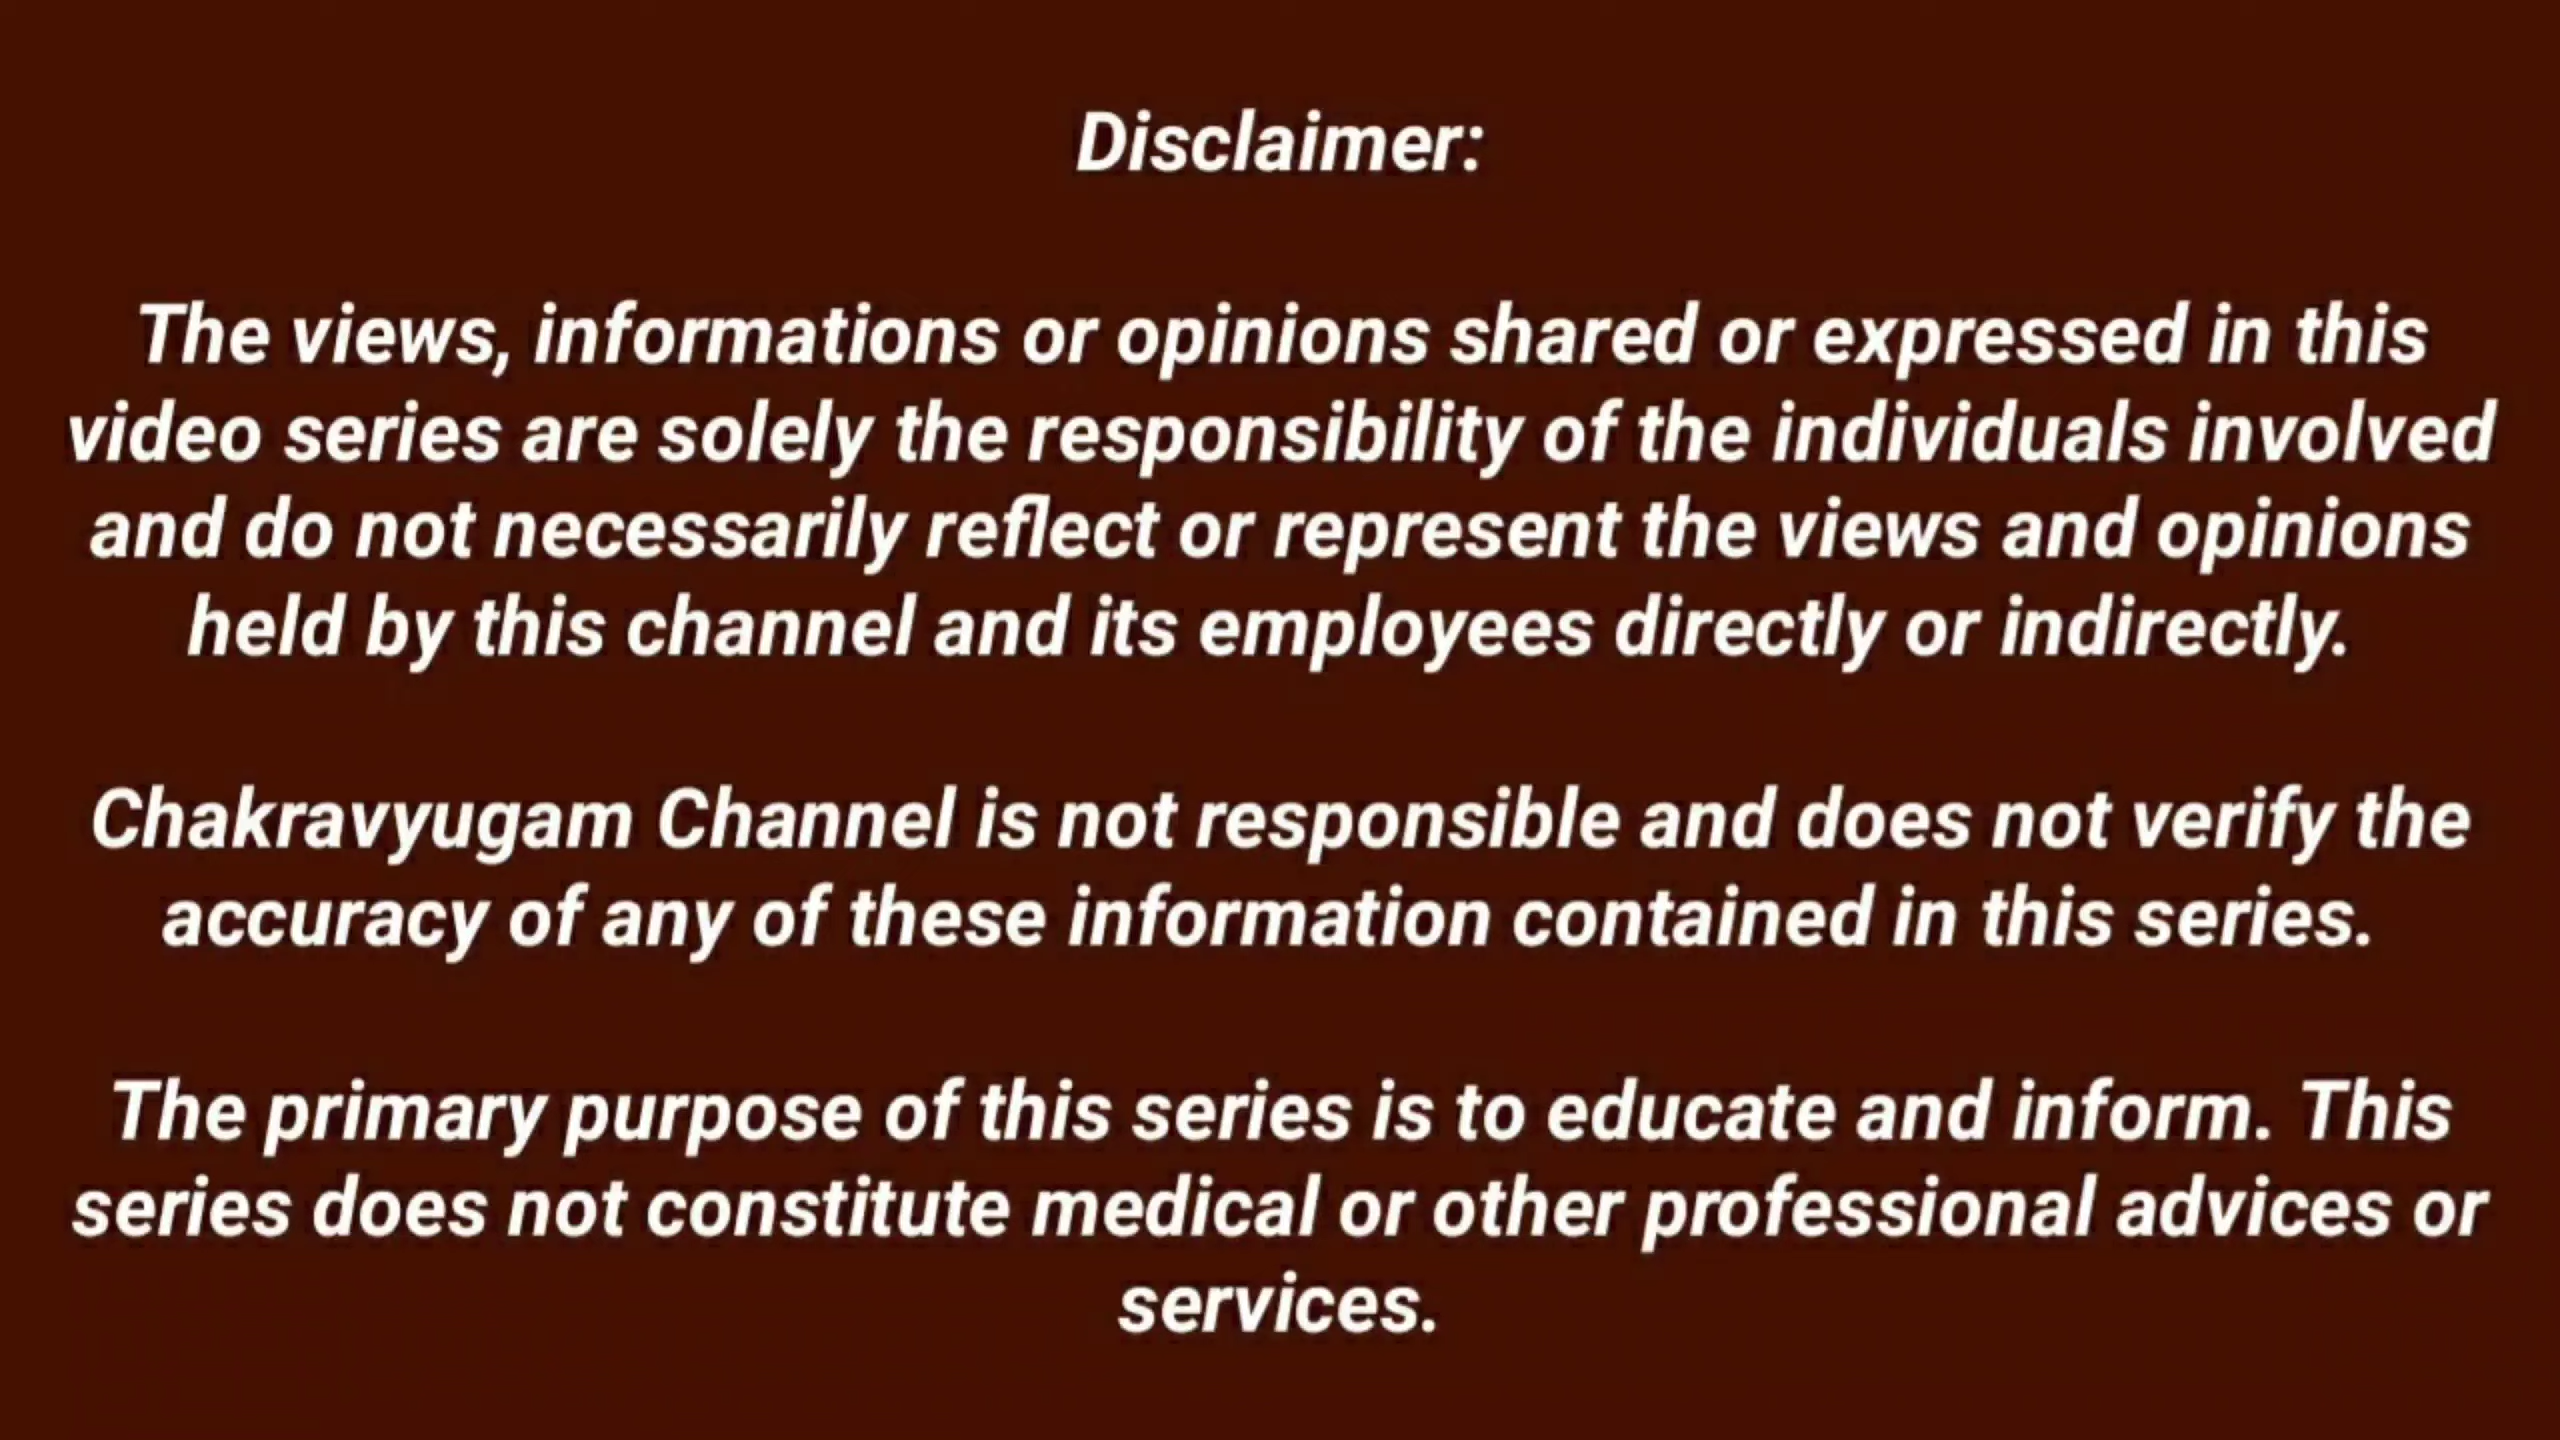 Disclaimer:
The views, informations or opinions shared or expressed in this
video series are solely the responsibility of the individuals involved
and do not necessarily reflect or represent the views and opinions
held by this channel and its employees directly or indirectly.
Chakravyugam Channel is not responsible and does not verify the
accuracy of any of these information contained in this series.
The primary purpose of this series is to educate and inform. This
series does not constitute medical or other professional advices or
services.